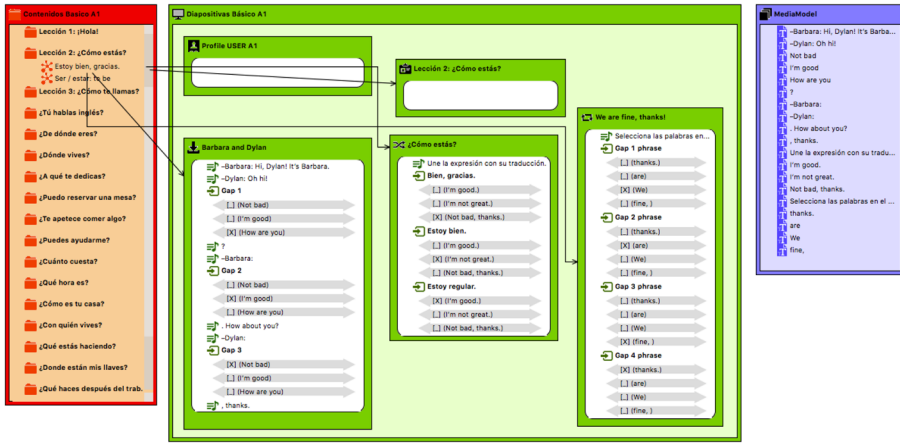 Contenidos Básico A1
Lección 1: ¡Hola!
Lección 2: ¿Cómo estás?
Estoy bien, gracias.
Ser / estar: to be
Lección 3: ¿Cómo te llamas?
¿Tú hablas inglés?
¿De dónde eres?
¿Dónde vives?
¿A qué te dedicas?
¿Puedo reservar una mesa?
¿Te apetece comer algo?
¿Puedes ayudarme?
¿Cuánto cuesta?
¿Qué hora es?
¿Cómo es tu casa?
¿Con quién vives?
¿Qué estás haciendo?
¿Donde están mis llaves?
¿Qué haces después del trab.
Diapositivas Básico A1
Profile USER A1
Lección 2: ¿Cómo estás?
Barbara and Dylan
–Barbara: Hi, Dylan! It's Barbara.
–Dylan: Oh hi!
Gap 1
[_] (Not bad)
[_] (I'm good)
[X] (How are you)
?
–Barbara:
Gap 2
[_] (Not bad)
[X] (I'm good)
[_] (How are you)
. How about you?
–Dylan:
Gap 3
[X] (Not bad)
[_] (I'm good)
[_] (How are you)
, thanks.
¿Cómo estás?
Une la expresión con su traducción.
Bien, gracias.
[_] (I'm good.)
[_] (I'm not great.)
[X] (Not bad, thanks.)
Estoy bien.
[_] (I'm good.)
[X] (I'm not great.)
[_] (Not bad, thanks.)
Estoy regular.
[X] (I'm good.)
[_] (I'm not great.)
[_] (Not bad, thanks.)
We are fine, thanks!
Selecciona las palabras en...
Gap 1 phrase
[_] (thanks.)
[_] (are)
[X] (We)
[_] (fine, )
Gap 2 phrase
[_] (thanks.)
[X] (are)
[_] (We)
[_] (fine, )
Gap 3 phrase
[_] (thanks.)
[_] (are)
[_] (We)
[X] (fine, )
Gap 4 phrase
[X] (thanks.)
[_] (are)
[_] (We)
[_] (fine, )
MediaModel
–Barbara: Hi, Dylan! It's Barba...
–Dylan: Oh hi!
Not bad
I'm good
How are you
?
–Barbara:
–Dylan:
. How about you?
, thanks.
Une la expresión con su tradu...
I'm good.
I'm not great.
Not bad, thanks.
Selecciona las palabras en el ...
thanks.
are
We
fine,